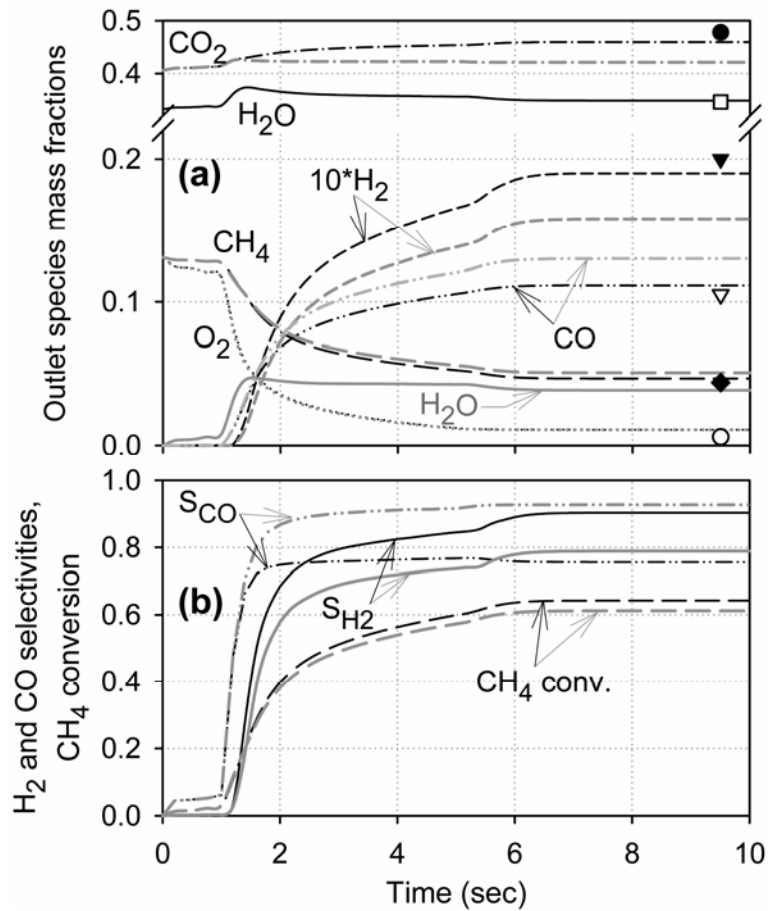 0.5
CO2
0.4
H2O
0.2
(a)
10*H2
CH4
0.1
O2
CO
H2O
0.0
Outlet species mass fractions
1.0
SCO
0.8
(b)
0.6
SH2
0.4
CH4 conv.
0.2
0.0
H2 and CO selectivities,
CH4 conversion
0 2 4 6 8 10
Time (sec)